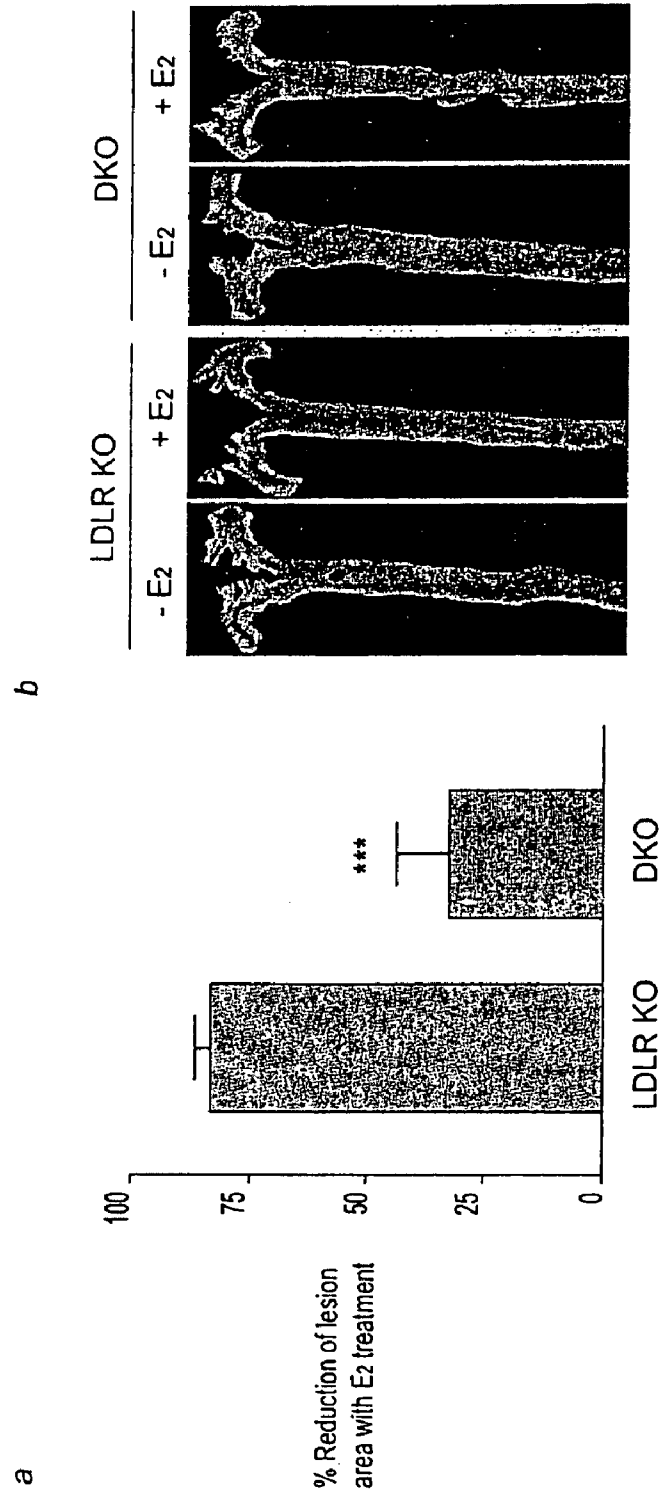 a
% Reduction of lesion
area with E2 treatment
100
75
50
25
0
***
LDLR KO
DKO
b
LDLR KO
DKO
- E2
+ E2
- E2
+ E2